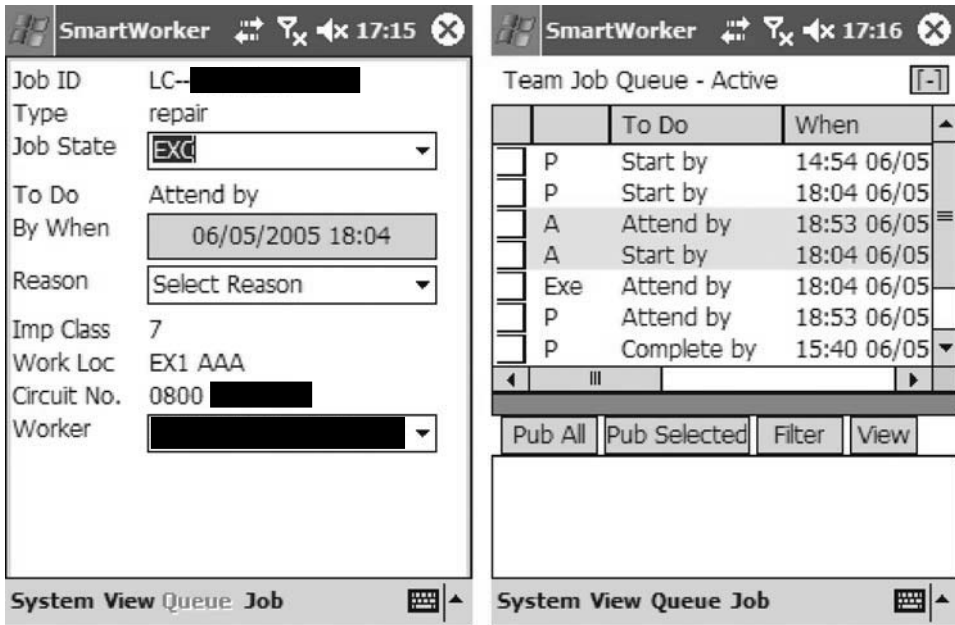 SmartWorker 17:15
Job ID LC--
Type repair
Job State EXC
To Do Attend by
By When 06/05/2005 18:04
Reason Select Reason
Imp Class 7
Work Loc EX1 AAA
Circuit No. 0800
Worker
System View Queue Job
SmartWorker 17:16
Team Job Queue - Active [-]
To Do When
P Start by 14:54 06/05
P Start by 18:04 06/05
A Attend by 18:53 06/05
A Start by 18:04 06/05
Exe Attend by 18:04 06/05
P Attend by 18:53 06/05
P Complete by 15:40 06/05
Pub All Pub Selected Filter View
System View Queue Job